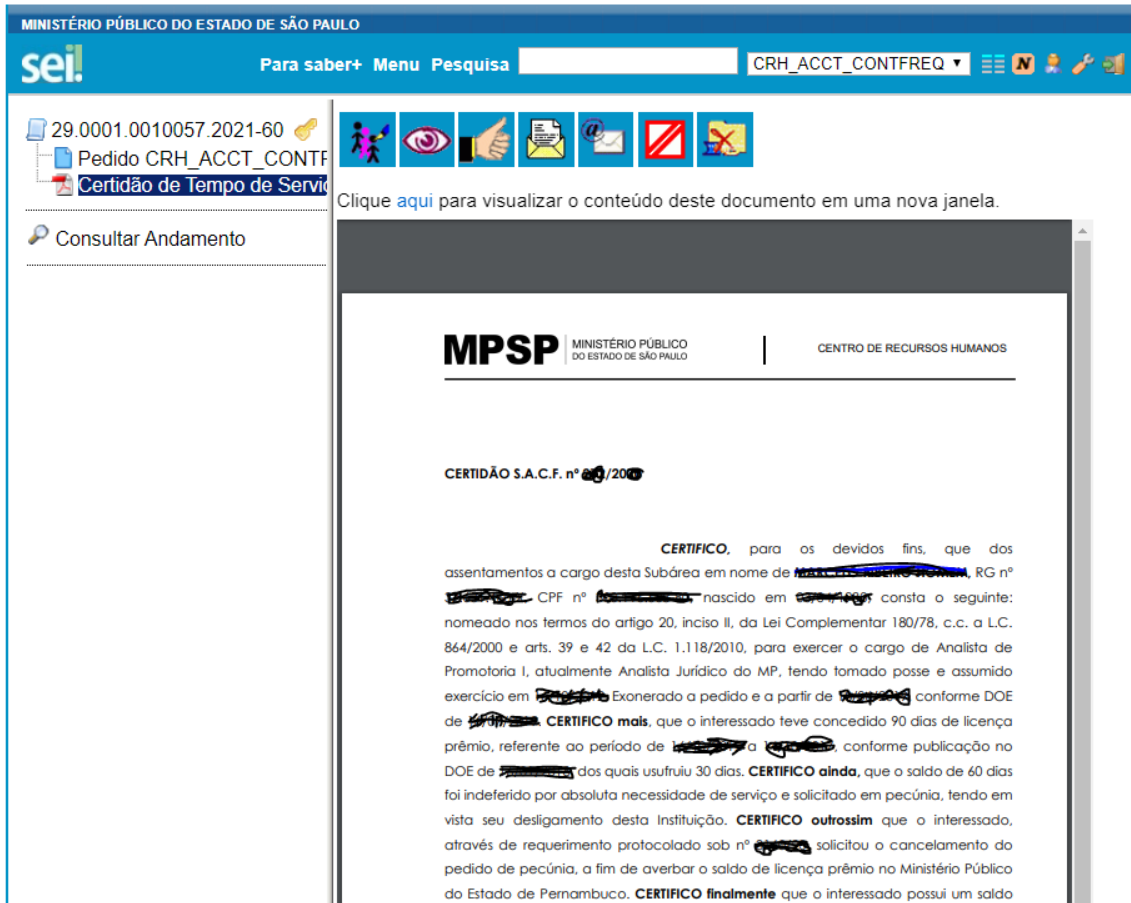 MINISTÉRIO PÚBLICO DO ESTADO DE SÃO PAULO
sei!
Para saber+ Menu Pesquisa
CRH_ACCT_CONTFREQ
N
29.0001.0010057.2021-60
Pedido CRH_ACCT_CONTF
Certidão de Tempo de Servi
Consultar Andamento
Clique aqui para visualizar o conteúdo deste documento em uma nova janela.
MPSP MINISTÉRIO PÚBLICO
DO ESTADO DE SÃO PAULO
CENTRO DE RECURSOS HUMANOS
CERTIDÃO S.A.C.F. nº /20
CERTIFICO, para os devidos fins, que dos
assentamentos a cargo desta Subárea em nome de , RG nº
CPF nº nascido em consta o seguinte:
nomeado nos termos do artigo 20, inciso II, da Lei Complementar 180/78, c.c. a L.C.
864/2000 e arts. 39 e 42 da L.C. 1.118/2010, para exercer o cargo de Analista de
Promotoria I, atualmente Analista Jurídico do MP, tendo tomado posse e assumido
exercício em Exonerado a pedido e a partir de conforme DOE
de . CERTIFICO mais, que o interessado teve concedido 90 dias de licença
prêmio, referente ao período de a , conforme publicação no
DOE de dos quais usufruiu 30 dias. CERTIFICO ainda, que o saldo de 60 dias
foi indeferido por absoluta necessidade de serviço e solicitado em pecúnia, tendo em
vista seu desligamento desta Instituição. CERTIFICO outrossim que o interessado,
através de requerimento protocolado sob nº solicitou o cancelamento do
pedido de pecúnia, a fim de averbar o saldo de licença prêmio no Ministério Público
do Estado de Pernambuco. CERTIFICO finalmente que o interessado possui um saldo